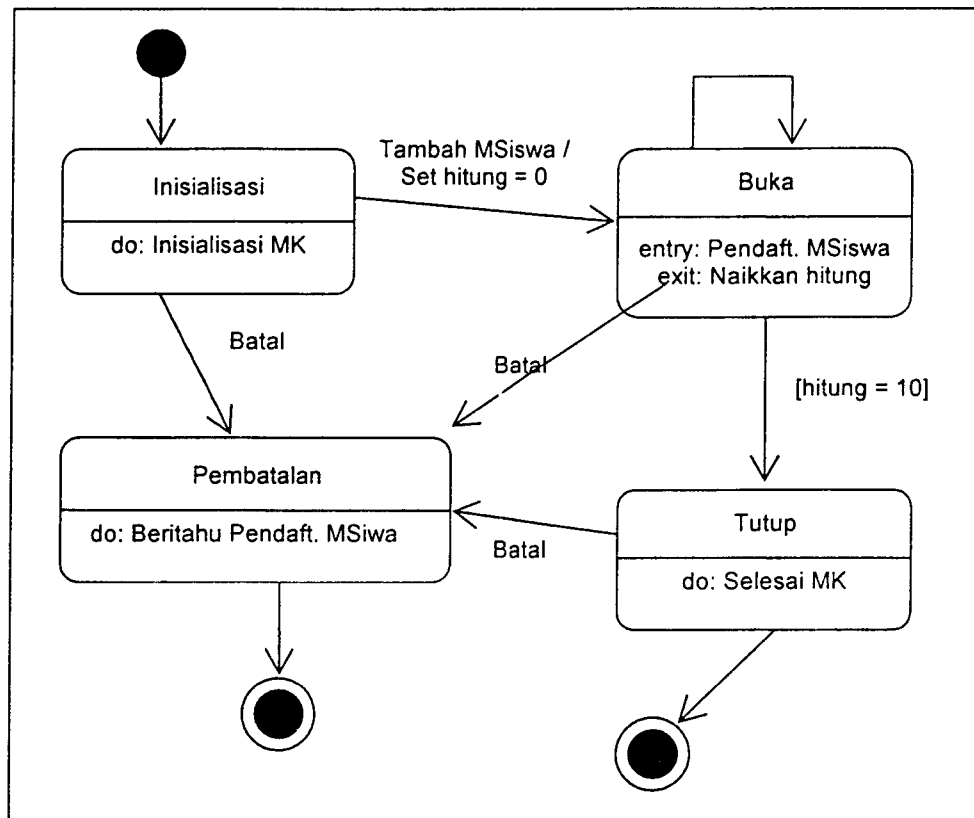 Tambah MSiswa /
Set hitung = 0
Inisialisasi
do: Inisialisasi MK
Buka
entry: Pendaft. MSiswa
exit: Naikkan hitung
Batal
Batal
[hitung = 10]
Pembatalan
do: Beritahu Pendaft. MSiwa
Batal
Tutup
do: Selesai MK